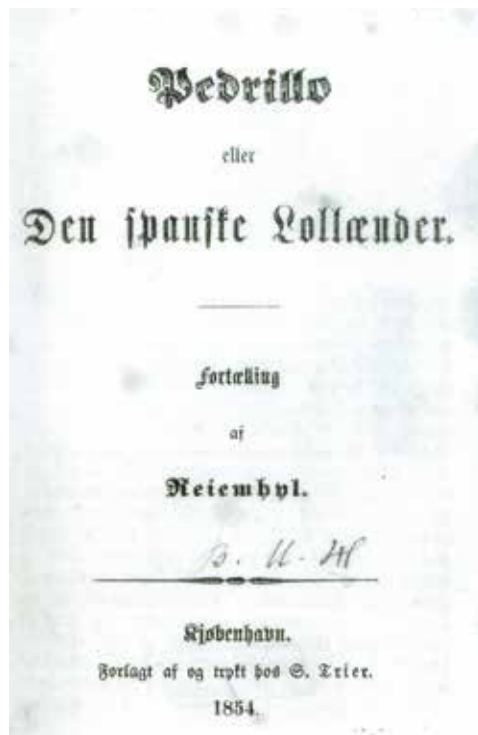 Pedrillo
eller
Den spanske Lollænder.
Fortælling
af
Reiemhyl.
Kjøbenhavn.
Forlagt af og trykt hos S. Trier.
1854.